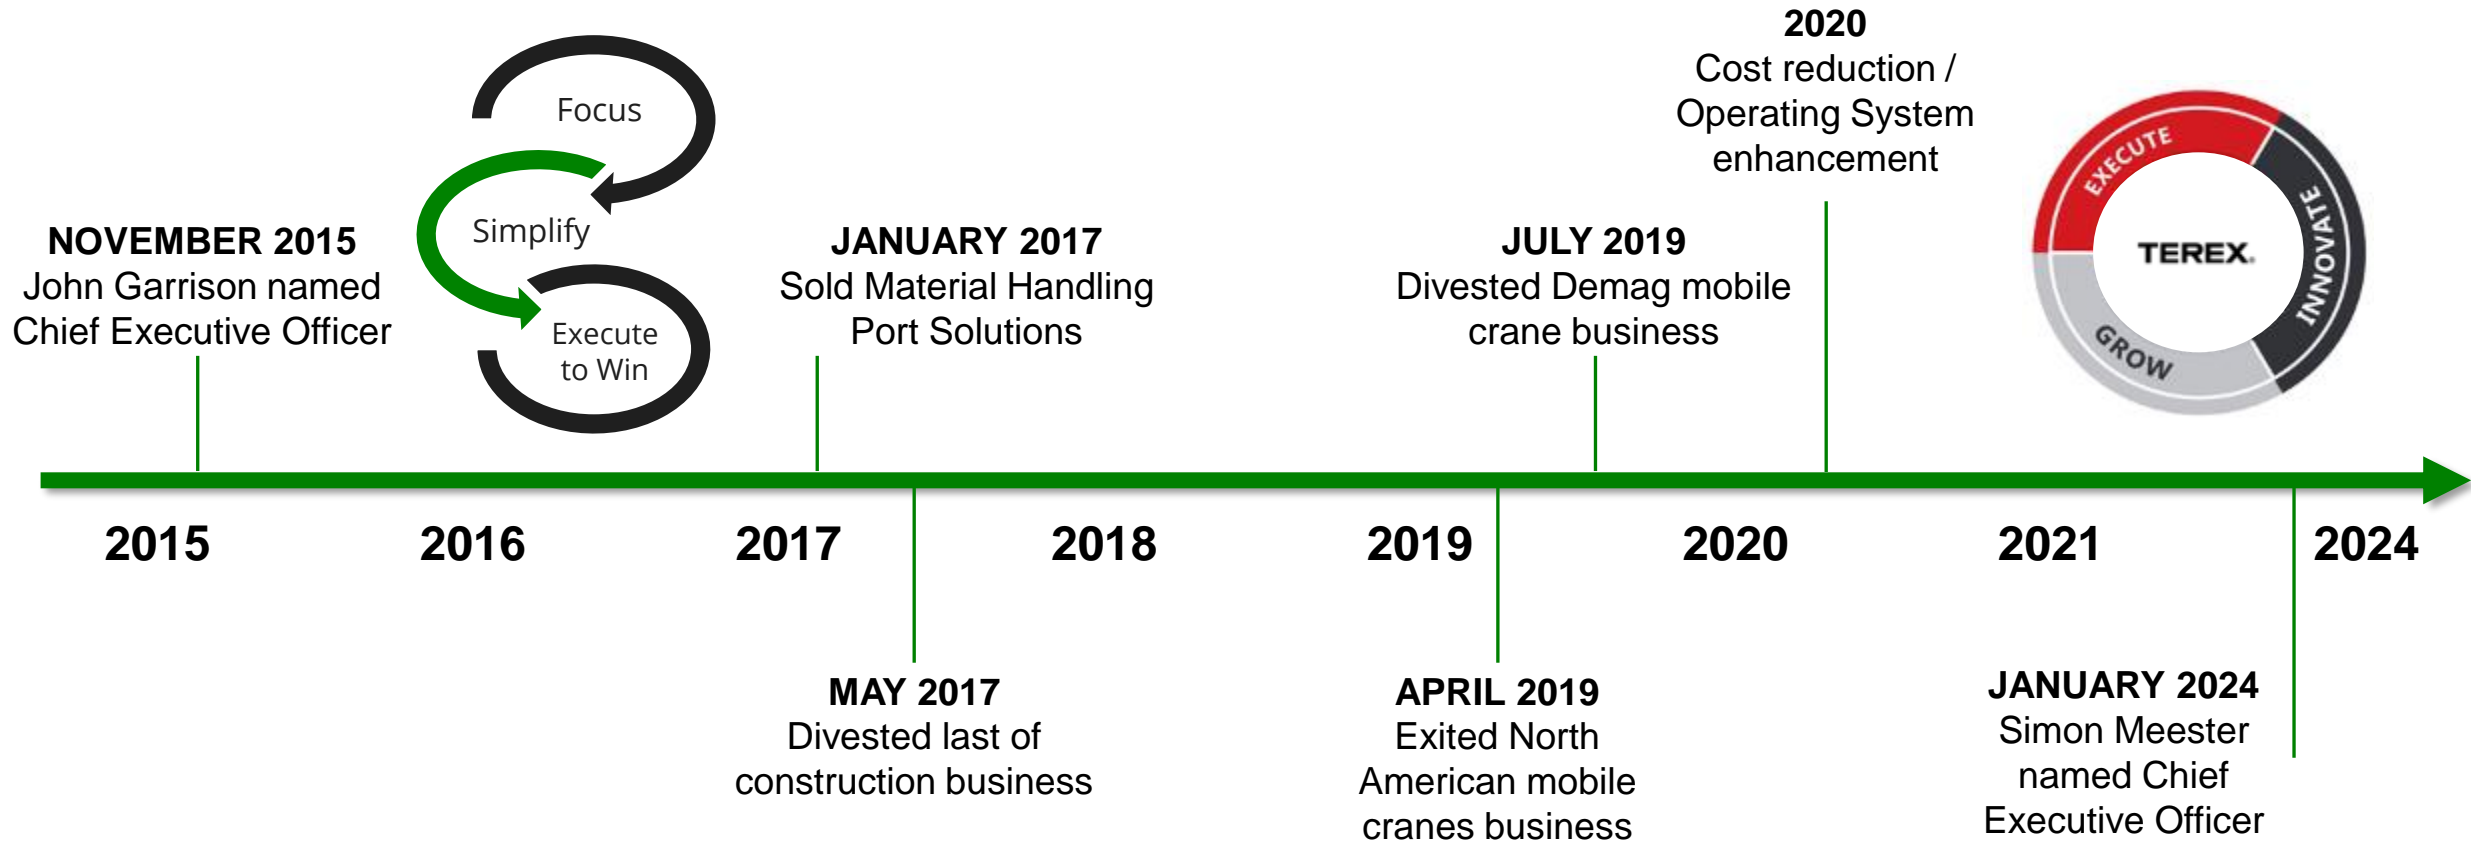 NOVEMBER 2015
John Garrison named
Chief Executive Officer
Focus
Simplify
Execute
to Win
JANUARY 2017
Sold Material Handling
Port Solutions
JULY 2019
Divested Demag mobile
crane business
2020
Cost reduction /
Operating System
enhancement
EXECUTE
INNOVATE
GROW
TEREX.
2015 2016 2017 2018 2019 2020 2021 2024
MAY 2017
Divested last of
construction business
APRIL 2019
Exited North
American mobile
cranes business
JANUARY 2024
Simon Meester
named Chief
Executive Officer